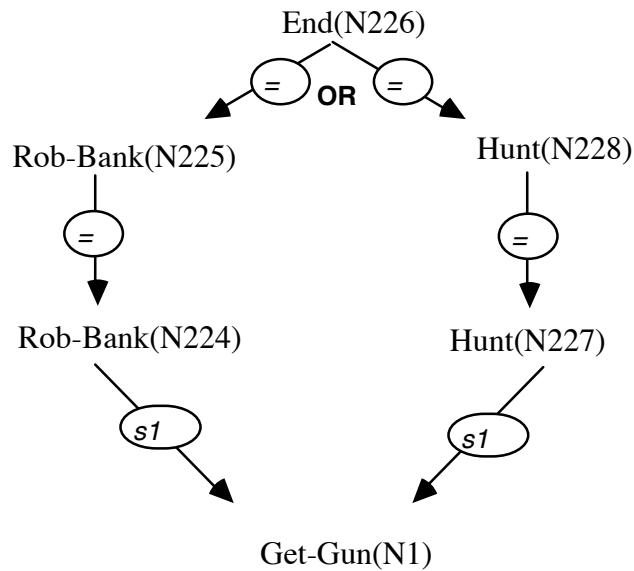 End(N226)
= OR =
Rob-Bank(N225)
Hunt(N228)
=
=
Rob-Bank(N224)
Hunt(N227)
s1
s1
Get-Gun(N1)